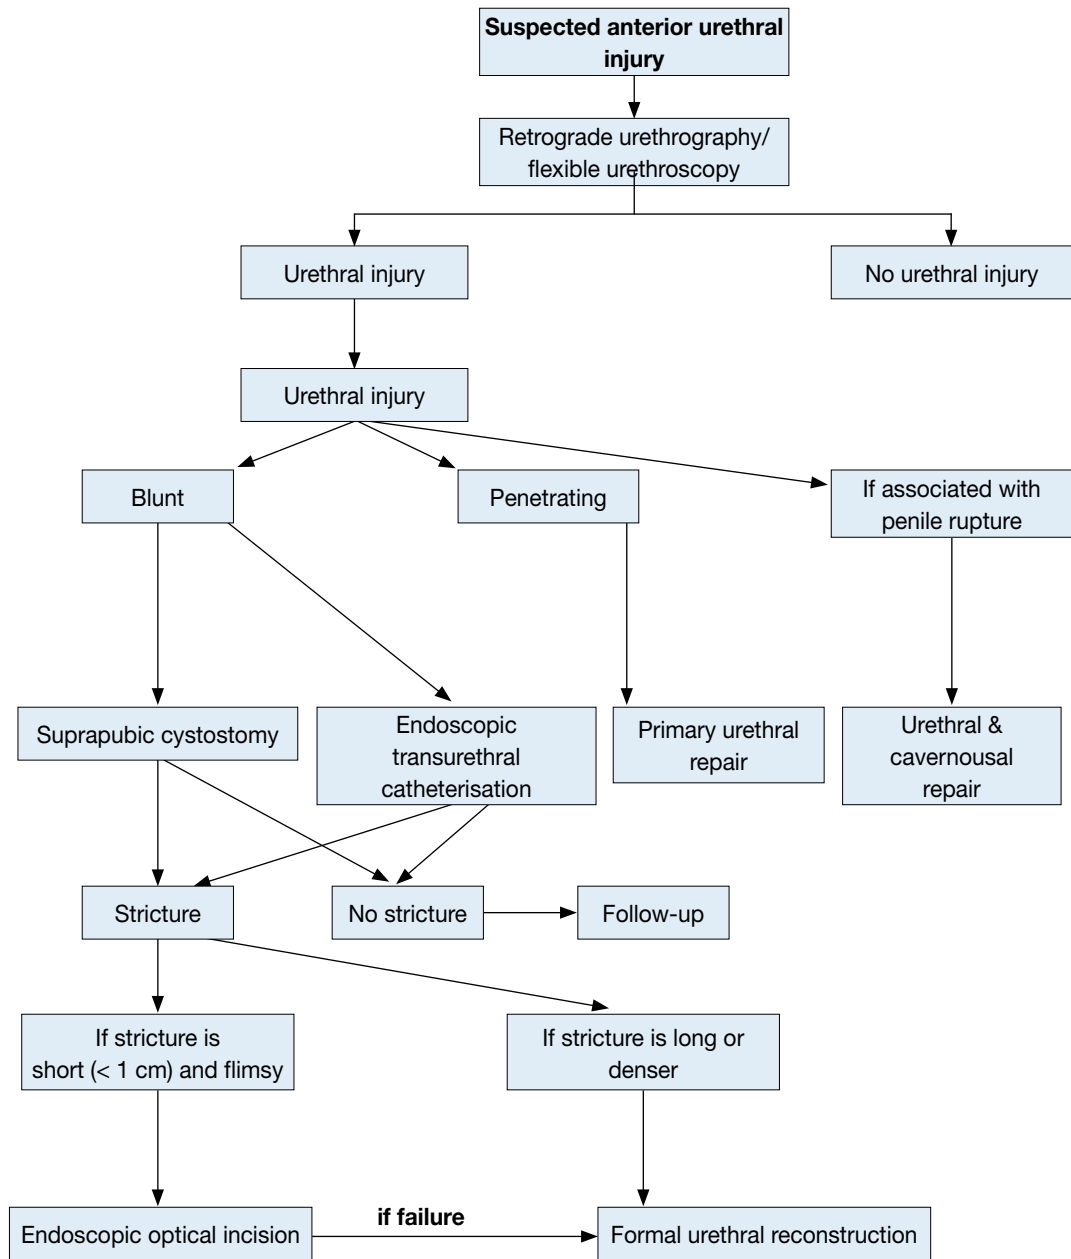 Suspected anterior urethral
injury
Retrograde urethrography/
flexible urethroscopy
Urethral injury
No urethral injury
Urethral injury
Blunt
Penetrating
If associated with
penile rupture
Suprapubic cystostomy
Endoscopic
transurethral
catheterisation
Primary urethral
repair
Urethral &
cavernousal
repair
Stricture
No stricture
Follow-up
If stricture is
short (< 1 cm) and flimsy
If stricture is long or
denser
Endoscopic optical incision
if failure
Formal urethral reconstruction